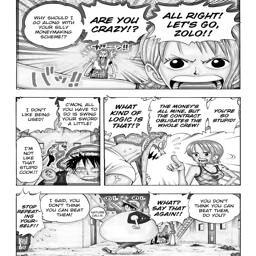 ALL RIGHT!
LET'S GO,
ZOLO!!
ARE YOU
CRAZY!?
WHY SHOULD I
GO ALONG WITH
YOUR SILLY
MONEYMAKING
SCHEME!?
YOU'RE
SO
STUPID!
THE MONEY'S
ALL MINE, BUT
THE CONTRACT
OBLIGATES THE
WHOLE CREW!
WHAT
KIND OF
LOGIC IS
THAT!?
C'MON, ALL
YOU HAVE TO
DO IS SWING
YOUR SWORD
A LITTLE!
I DON'T
LIKE BEING
USED!!
I'M NOT
LIKE THAT
STUPID
COOK!!
YOU DON'T
THINK YOU CAN
BEAT THEM, DO
YOU?
WHAT?
SAY THAT
AGAIN!!
I SAID, YOU
DON'T THINK
YOU CAN
BEAT THEM!
STOP
REPEAT-
ING
YOUR-
SELF!!